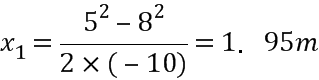 x₁ = (5² − 8²) / (2 × (−10)) = 1. 95m